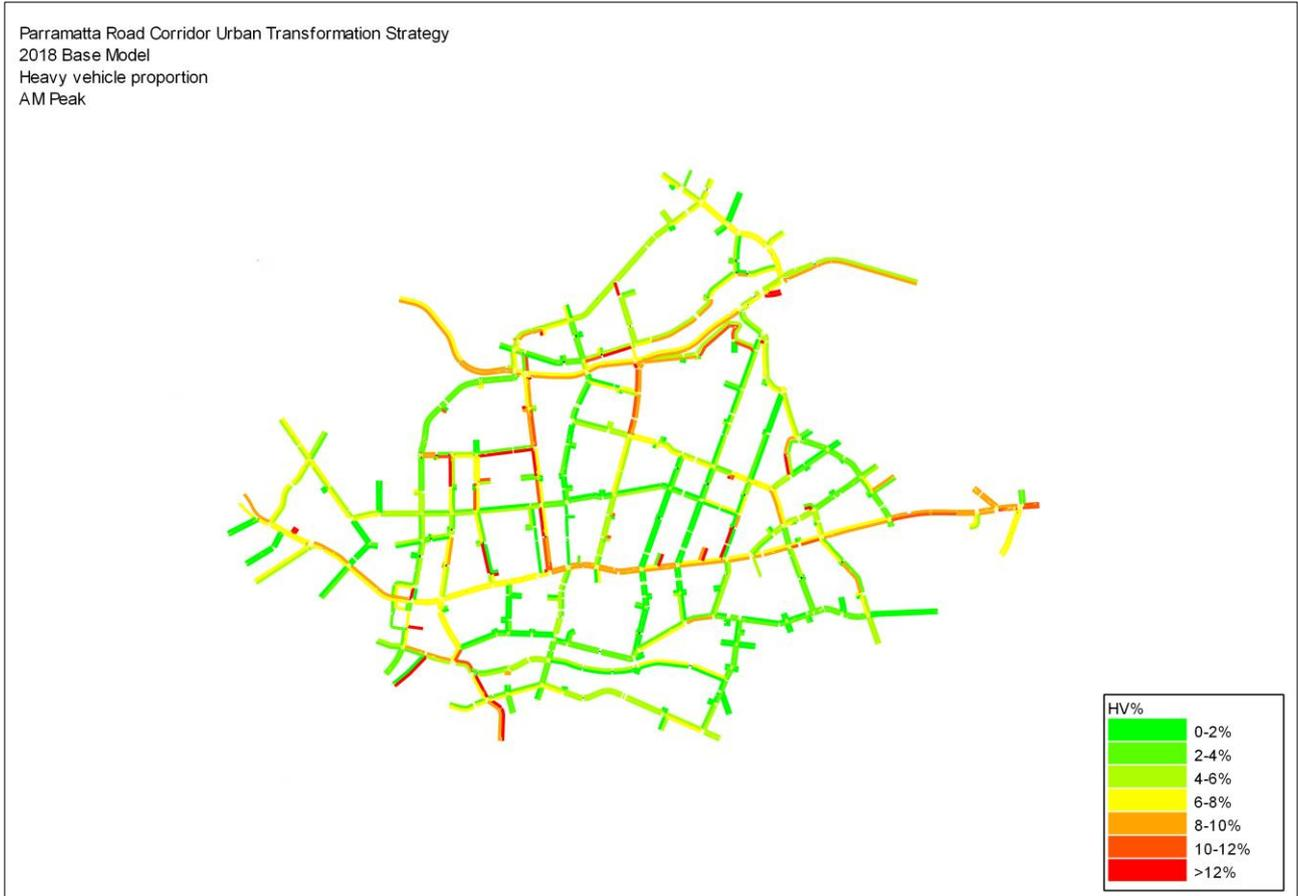 Parramatta Road Corridor Urban Transformation Strategy
2018 Base Model
Heavy vehicle proportion
AM Peak
HV%
0-2%
2-4%
4-6%
6-8%
8-10%
10-12%
>12%